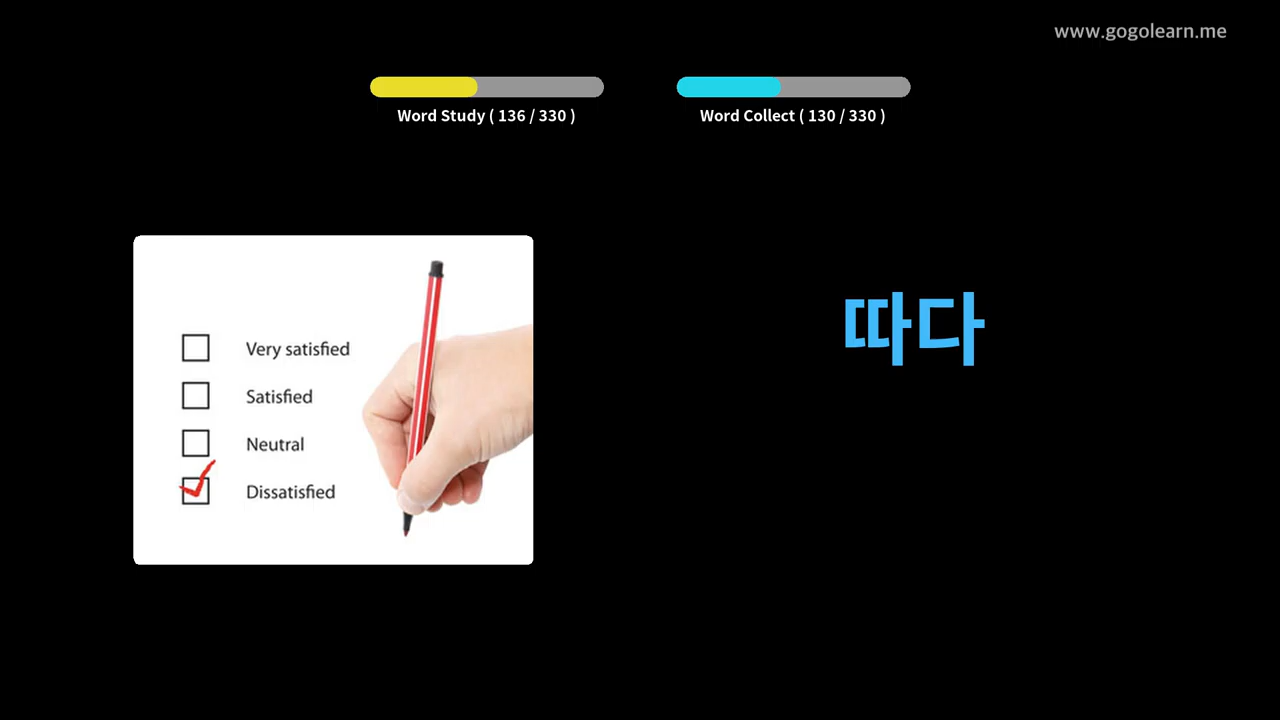 www.gogolearn.me
Word Study ( 136 / 330 )
Word Collect ( 130 / 330 )
Very satisfied
Satisfied
Neutral
Dissatisfied
따다